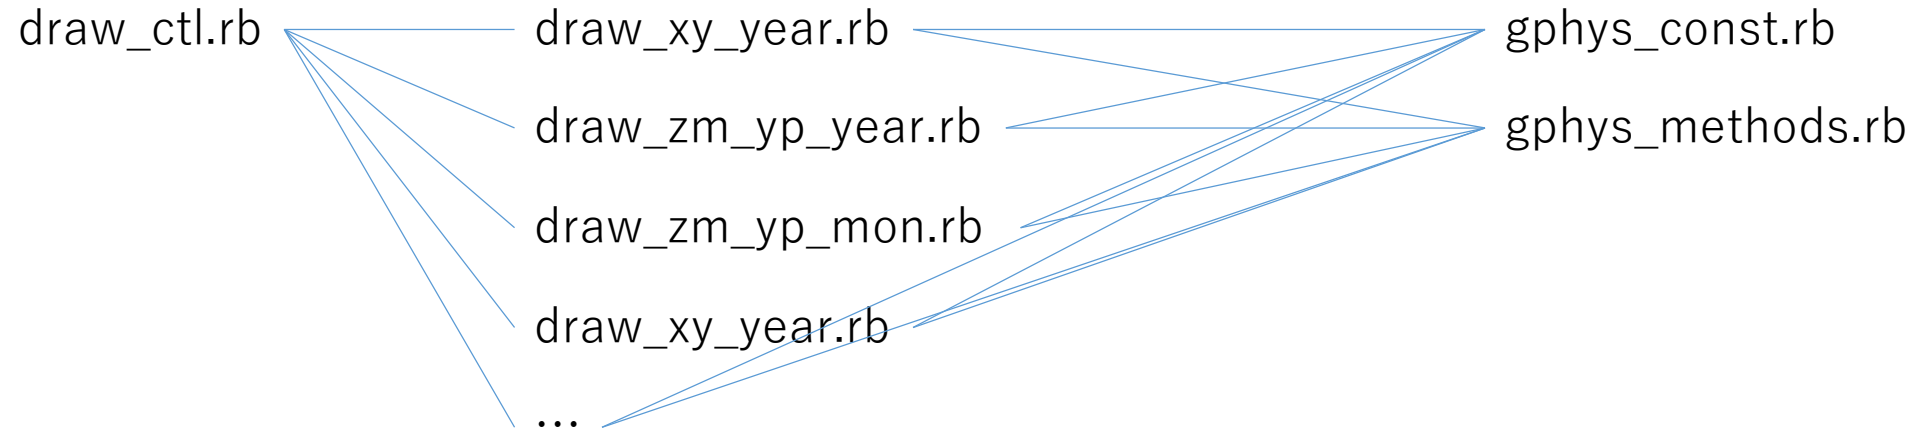 draw_ctl.rb draw_xy_year.rb gphys_const.rb
draw_zm_yp_year.rb gphys_methods.rb
draw_zm_yp_mon.rb
draw_xy_year.rb
…